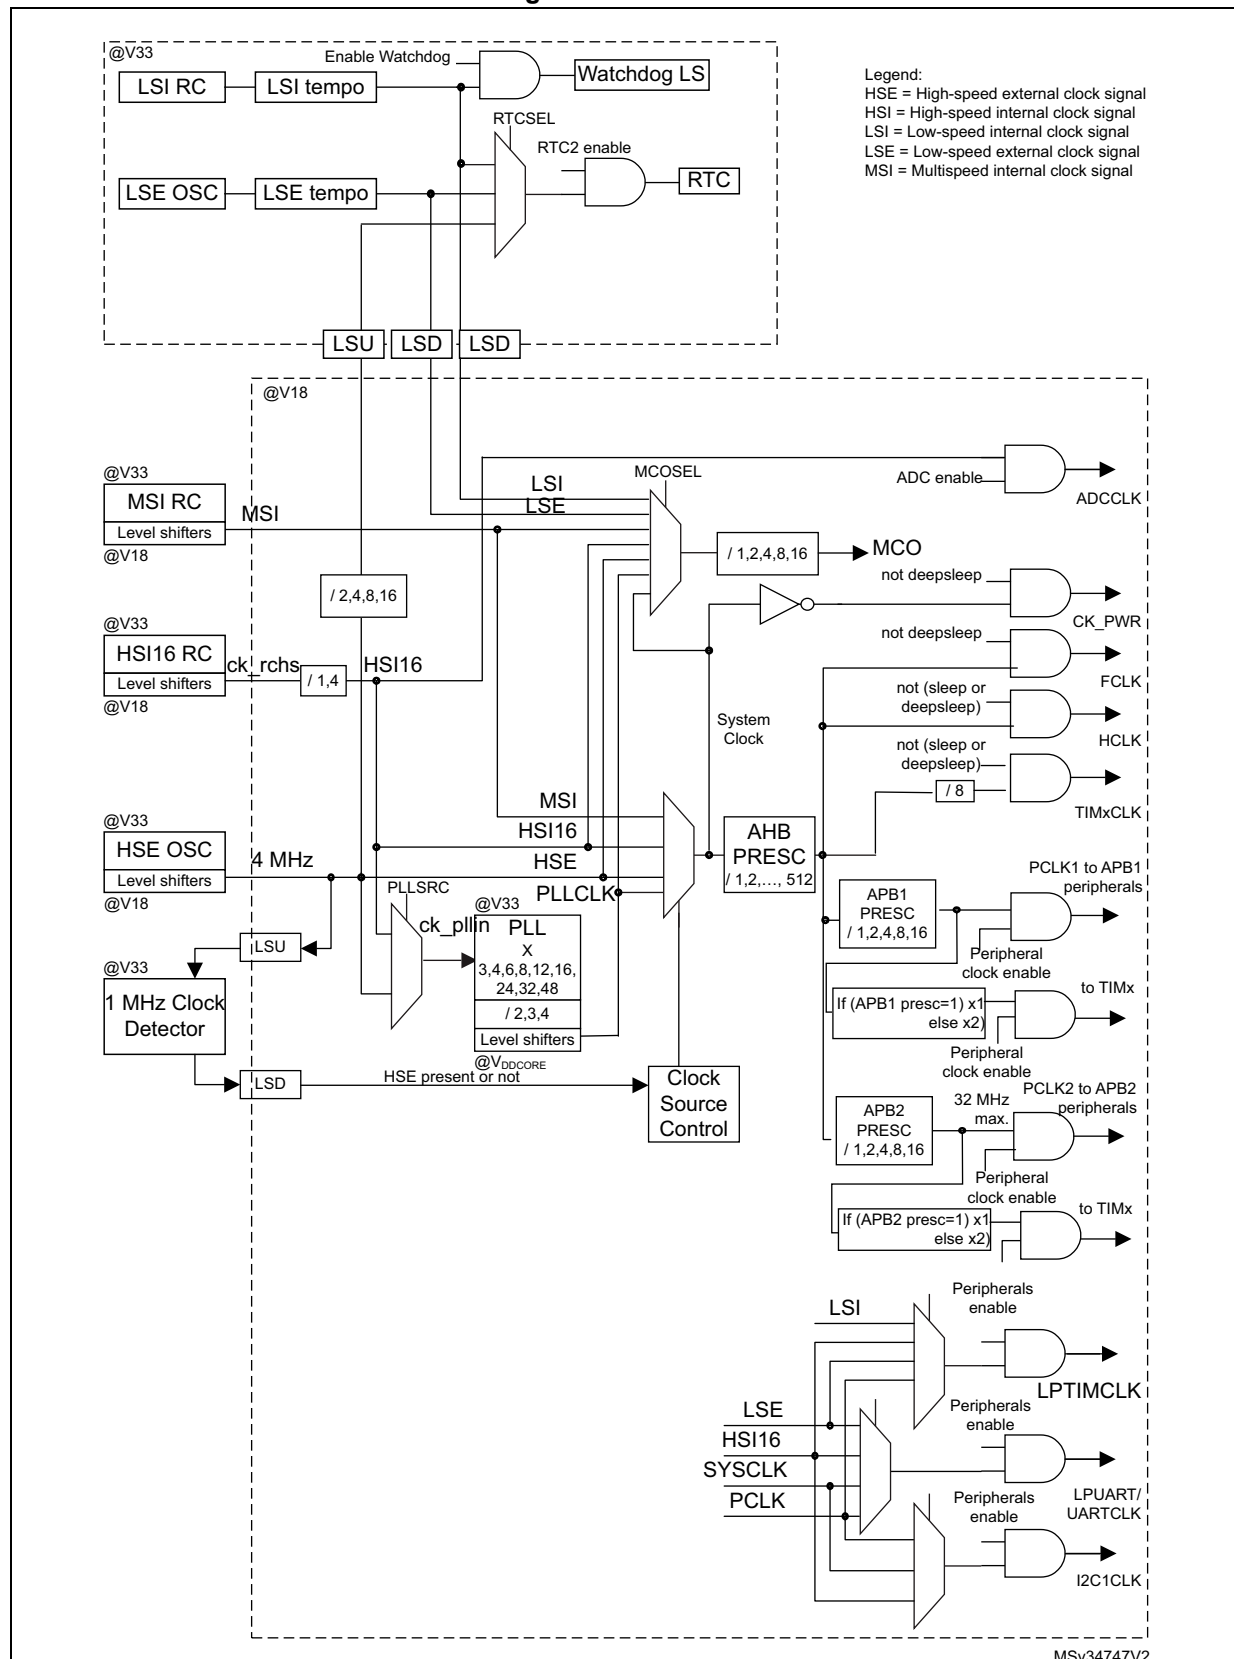 @V33
Enable Watchdog
LSI RC
LSI tempo
Watchdog LS
Legend:
HSE = High-speed external clock signal
HSI = High-speed internal clock signal
LSI = Low-speed internal clock signal
LSE = Low-speed external clock signal
MSI = Multispeed internal clock signal
RTCSEL
RTC2 enable
LSE OSC
LSE tempo
RTC
LSU
LSD
LSD
@V18
@V33
MSI RC
Level shifters
@V18
MSI
LSI
LSE
MCOSEL
ADC enable
ADCCLK
/ 1,2,4,8,16
MCO
/ 2,4,8,16
not deepsleep
CK_PWR
@V33
HSI16 RC
Level shifters
@V18
ck_rchs
/ 1,4
HSI16
not deepsleep
FCLK
System
Clock
not (sleep or
deepsleep)
HCLK
not (sleep or
deepsleep)
/ 8
TIMxCLK
MSI
HSI16
HSE
PLLCLK
AHB
PRESC
/ 1,2,..., 512
@V33
HSE OSC
Level shifters
@V18
4 MHz
PLLSRC
ck_pllin
@V33
PLL
X
3,4,6,8,12,16,
24,32,48
/ 2,3,4
Level shifters
@VDDCORE
APB1
PRESC
/ 1,2,4,8,16
PCLK1 to APB1
peripherals
Peripheral
clock enable
LSU
@V33
1 MHz Clock
Detector
LSD
HSE present or not
Clock
Source
Control
If (APB1 presc=1) x1
else x2)
to TIMx
Peripheral
clock enable
APB2
PRESC
/ 1,2,4,8,16
32 MHz
max.
PCLK2 to APB2
peripherals
Peripheral
clock enable
If (APB2 presc=1) x1
else x2)
to TIMx
LSI
Peripherals
enable
LPTIMCLK
LSE
HSI16
SYSCLK
PCLK
Peripherals
enable
LPUART/
UARTCLK
Peripherals
enable
I2C1CLK
MSv34747V2